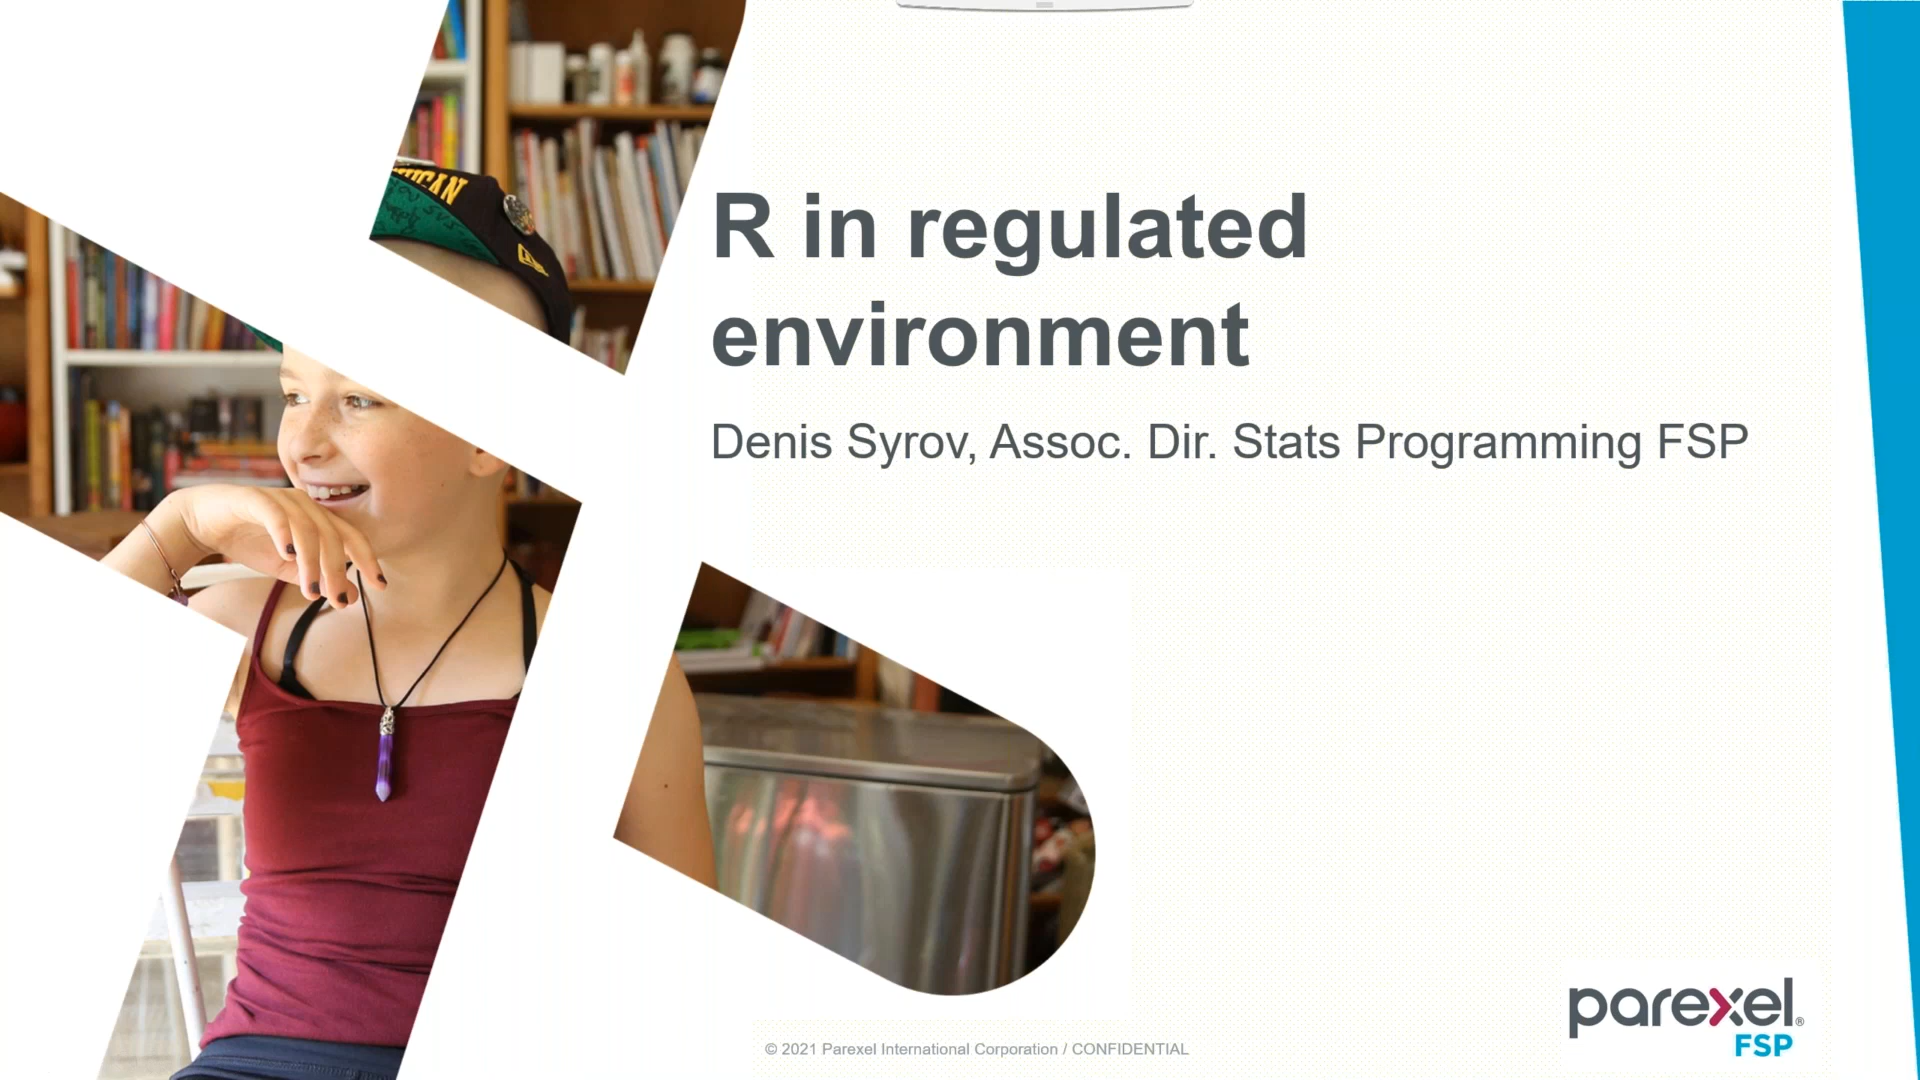 R in regulated
environment
Denis Syrov, Assoc. Dir. Stats Programming FSP
© 2021 Parexel International Corporation / CONFIDENTIAL
parexel®
FSP